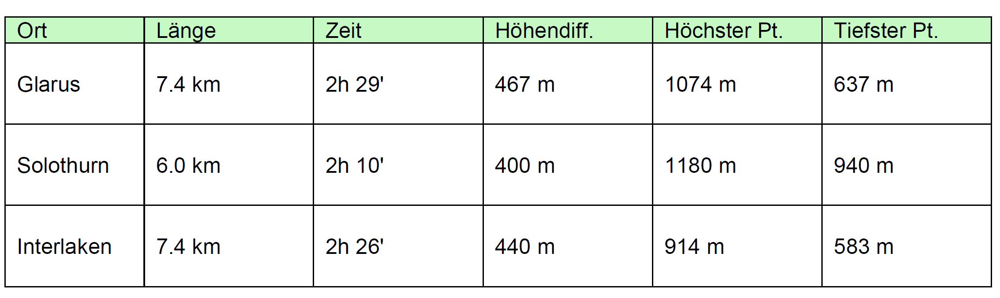 Ort Länge Zeit Höhendiff. Höchster Pt. Tiefster Pt.
Glarus 7.4 km 2h 29' 467 m 1074 m 637 m
Solothurn 6.0 km 2h 10' 400 m 1180 m 940 m
Interlaken 7.4 km 2h 26' 440 m 914 m 583 m